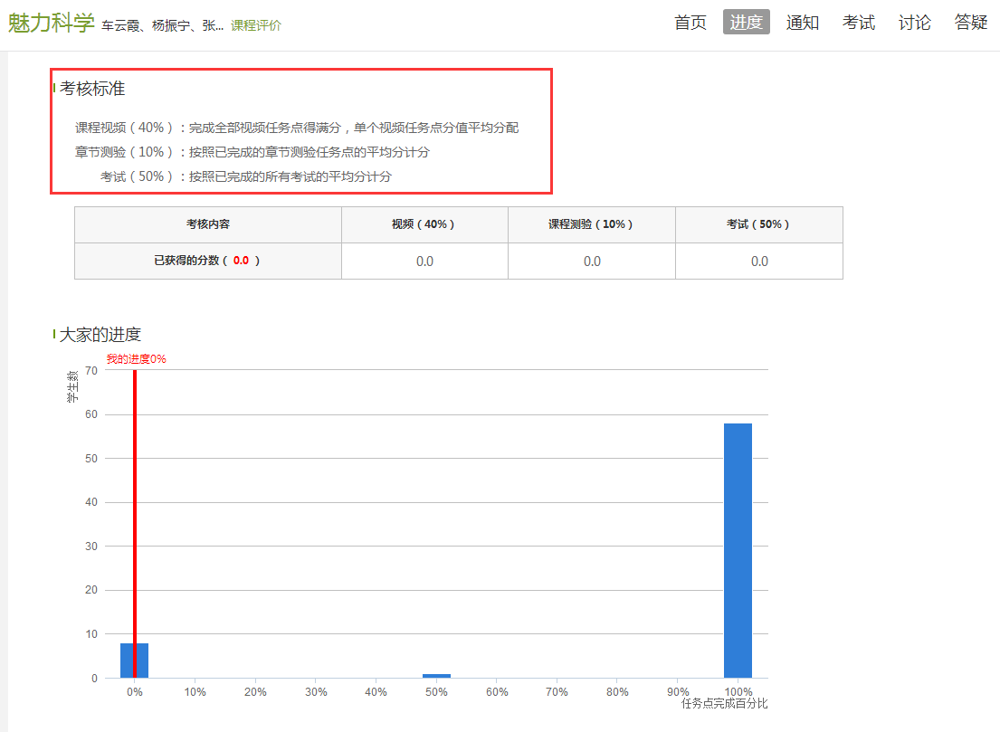 魅力科学 车云霞、杨振宁、张... 课程评价 首页 进度 通知 考试 讨论 答疑
考核标准
课程视频（40%）：完成全部视频任务点得满分，单个视频任务点分值平均分配
章节测验（10%）：按照已完成的章节测验任务点的平均分计分
考试（50%）：按照已完成的所有考试的平均分计分
考核内容 视频（40%） 课程测验（10%） 考试（50%）
已获得的分数（ 0.0 ） 0.0 0.0 0.0
大家的进度
我的进度0%
学生数
70
60
50
40
30
20
10
0
0% 10% 20% 30% 40% 50% 60% 70% 80% 90% 100%
任务点完成百分比